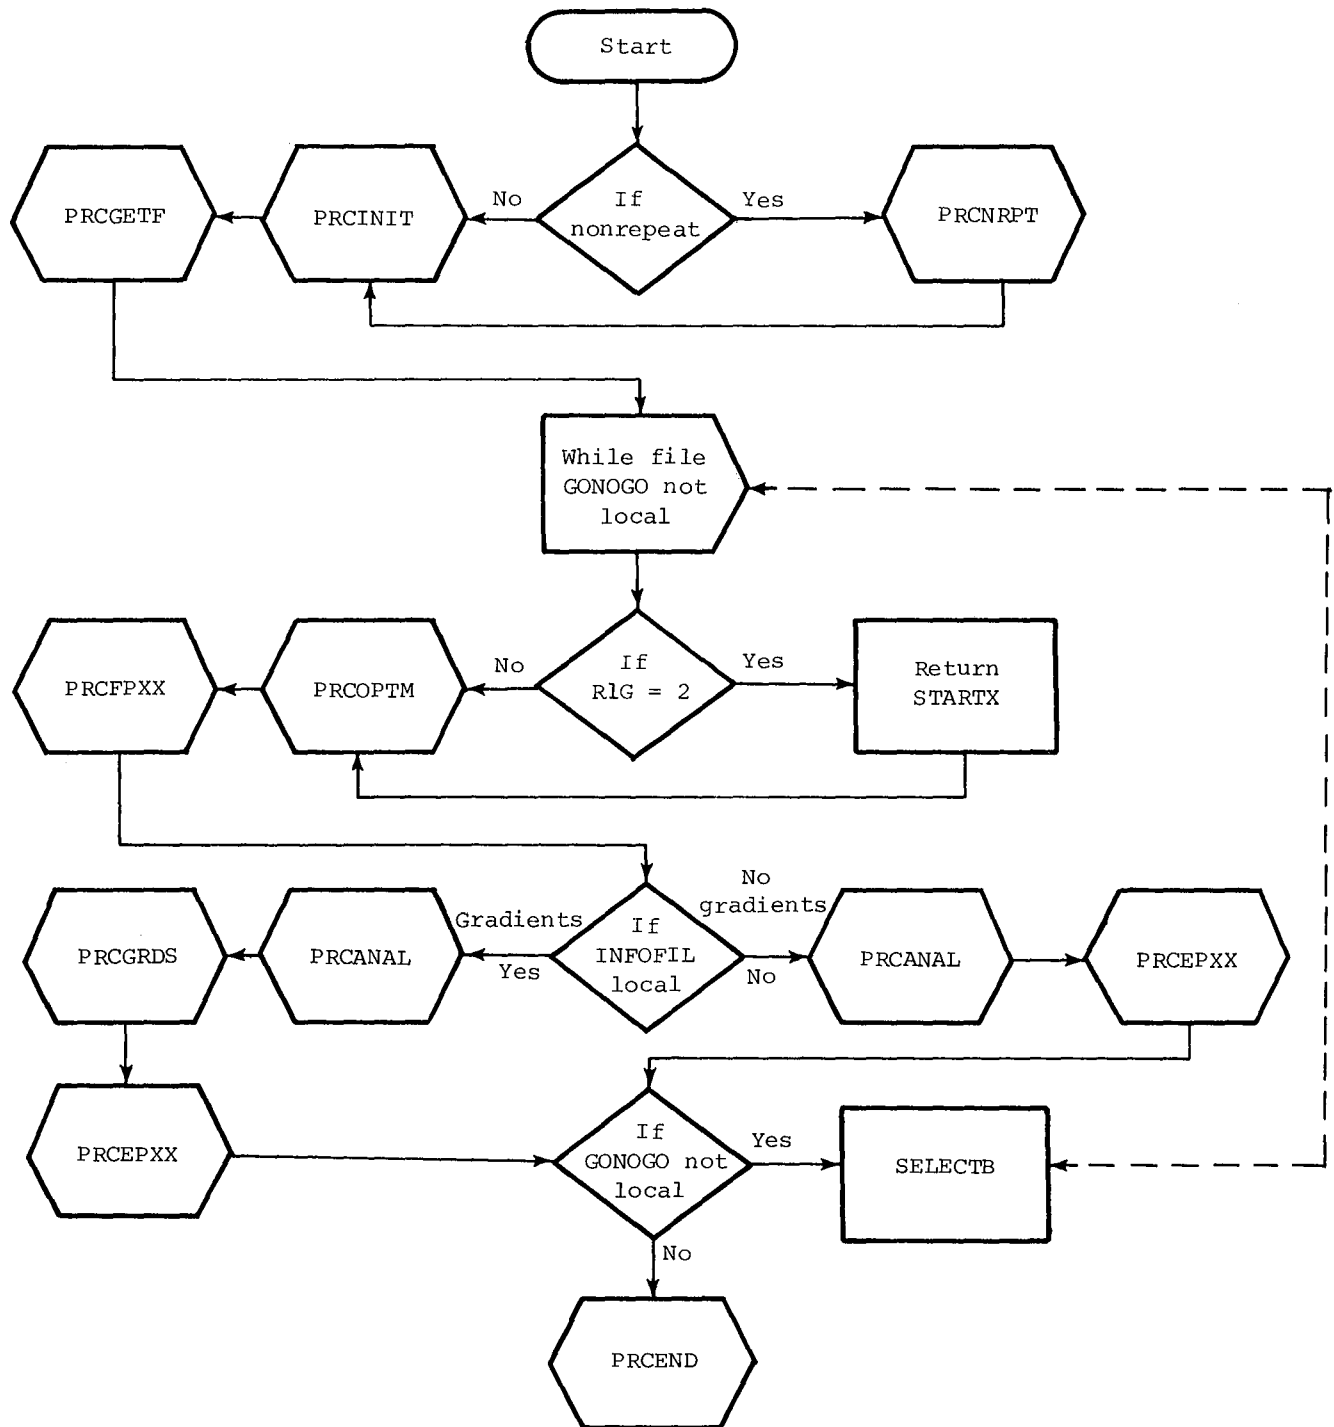 Start
No
If
nonrepeat
Yes
PRCGETF
PRCINIT
PRCNRPT
While file
GONOGO not
local
No
If
R1G = 2
Yes
PRCFPXX
PRCOPTM
Return
STARTX
Gradients
Yes
If
INFOFIL
local
No
gradients
No
PRCGRDS
PRCANAL
PRCANAL
PRCEPXX
PRCEPXX
If
GONOGO not
local
Yes
SELECTB
No
PRCEND